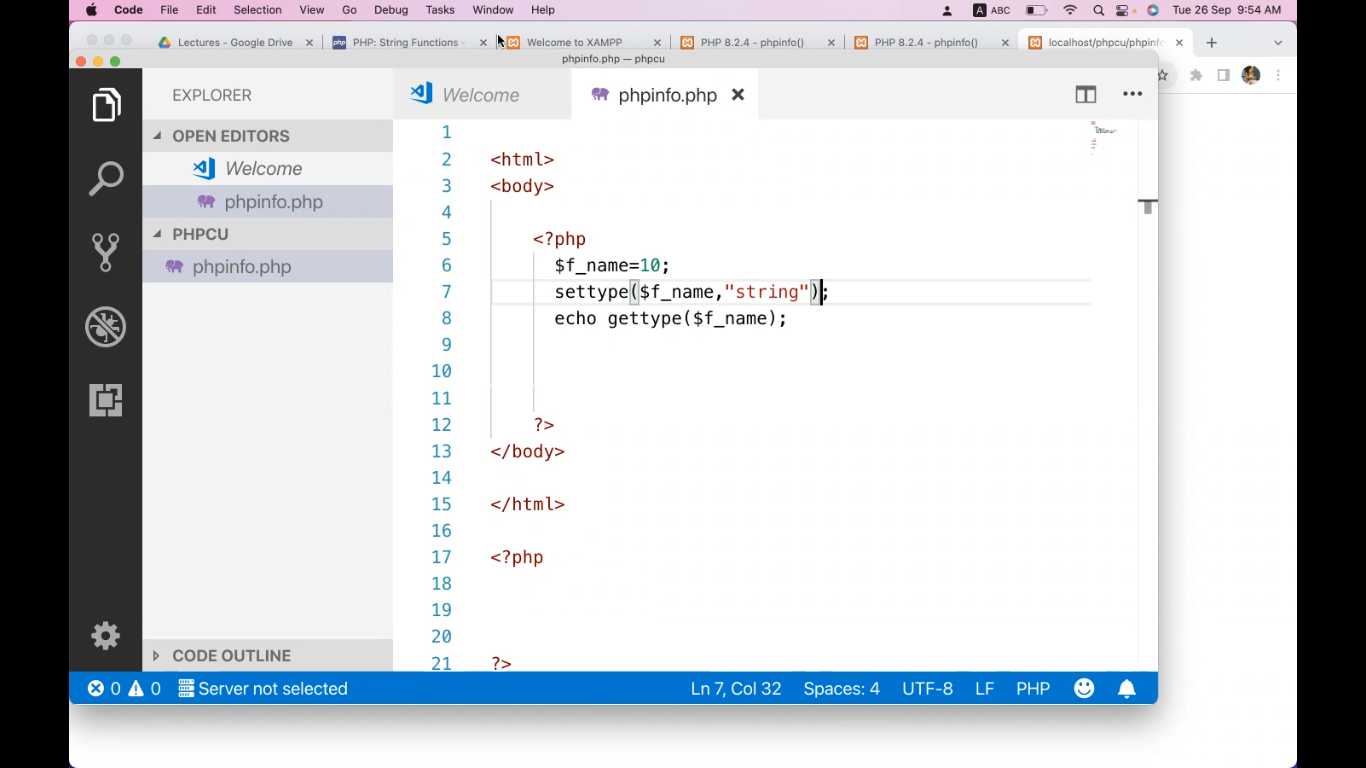 Code File Edit Selection View Go Debug Tasks Window Help A ABC Tue 26 Sep 9:54 AM
Lectures - Google Drive PHP: String Functions - Welcome to XAMPP PHP 8.2.4 - phpinfo() PHP 8.2.4 - phpinfo() localhost/phpcu/phpinfo
phpinfo.php — phpcu
EXPLORER
Welcome
phpinfo.php
OPEN EDITORS
Welcome
phpinfo.php
PHPCU
phpinfo.php
CODE OUTLINE
1
2 <html>
3 <body>
4
5 <?php
6 $f_name=10;
7 settype($f_name,"string");
8 echo gettype($f_name);
9
10
11
12 ?>
13 </body>
14
15 </html>
16
17 <?php
18
19
20
21 ?>
0 0 Server not selected Ln 7, Col 32 Spaces: 4 UTF-8 LF PHP